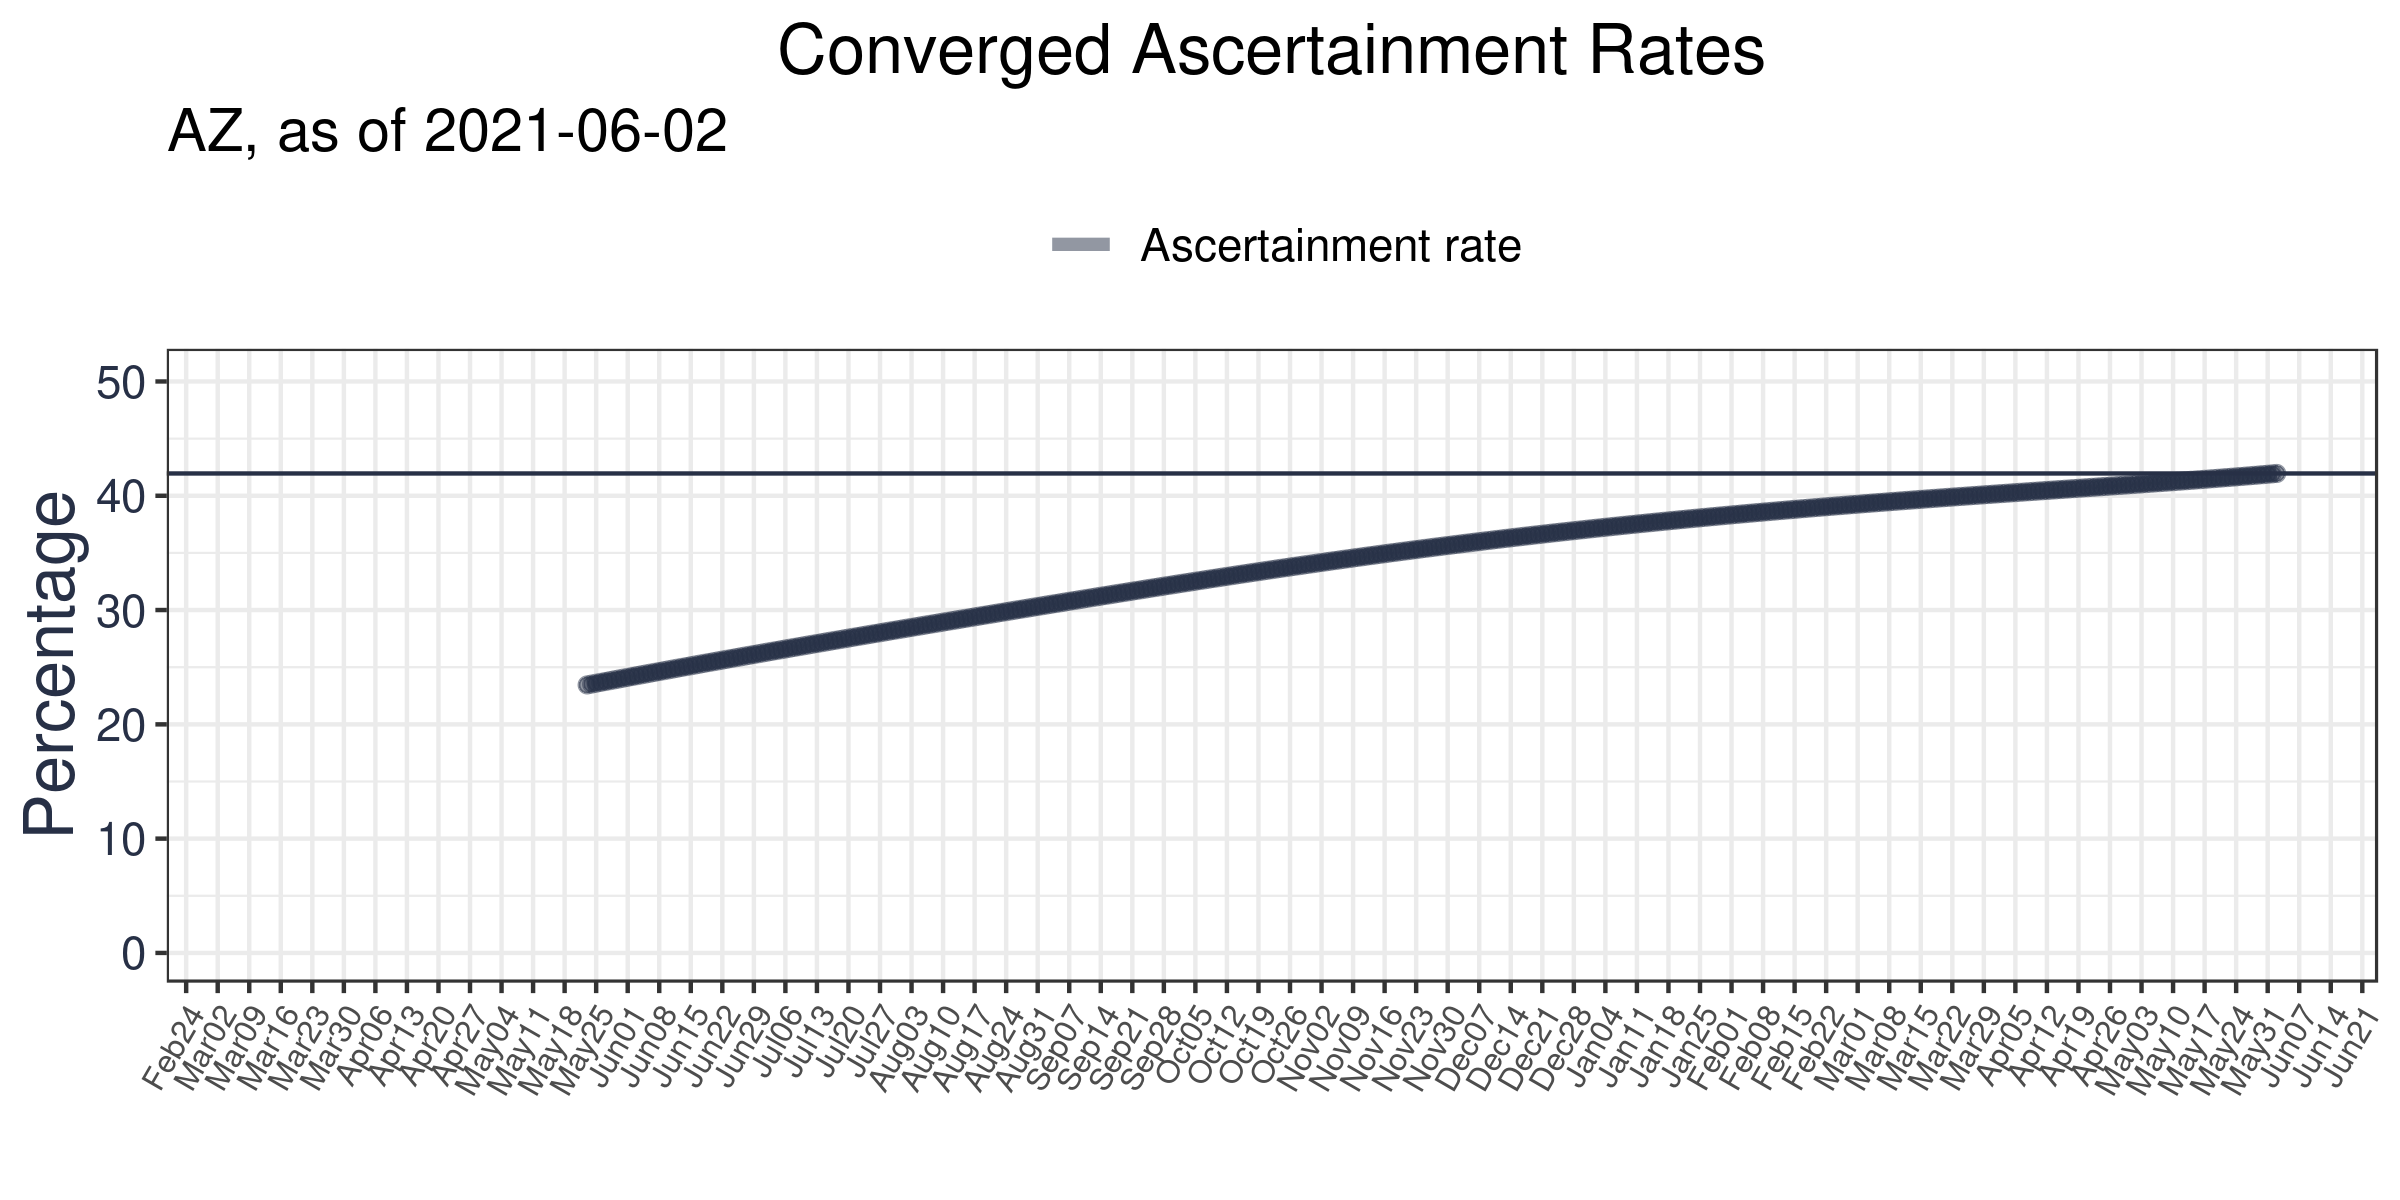 Converged Ascertainment Rates
AZ, as of 2021-06-02
Ascertainment rate
Percentage
50
40
30
20
10
0
Feb24
Mar02
Mar09
Mar16
Mar23
Mar30
Apr06
Apr13
Apr20
Apr27
May04
May11
May18
May25
Jun01
Jun08
Jun15
Jun22
Jun29
Jul06
Jul13
Jul20
Jul27
Aug03
Aug10
Aug17
Aug24
Aug31
Sep07
Sep14
Sep21
Sep28
Oct05
Oct12
Oct19
Oct26
Nov02
Nov09
Nov16
Nov23
Nov30
Dec07
Dec14
Dec21
Dec28
Jan04
Jan11
Jan18
Jan25
Feb01
Feb08
Feb15
Feb22
Mar01
Mar08
Mar15
Mar22
Mar29
Apr05
Apr12
Apr19
Apr26
May03
May10
May17
May24
May31
Jun07
Jun14
Jun21